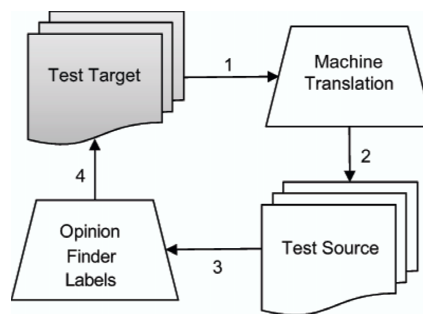 Test Target
1
Machine
Translation
2
Test Source
3
Opinion
Finder
Labels
4